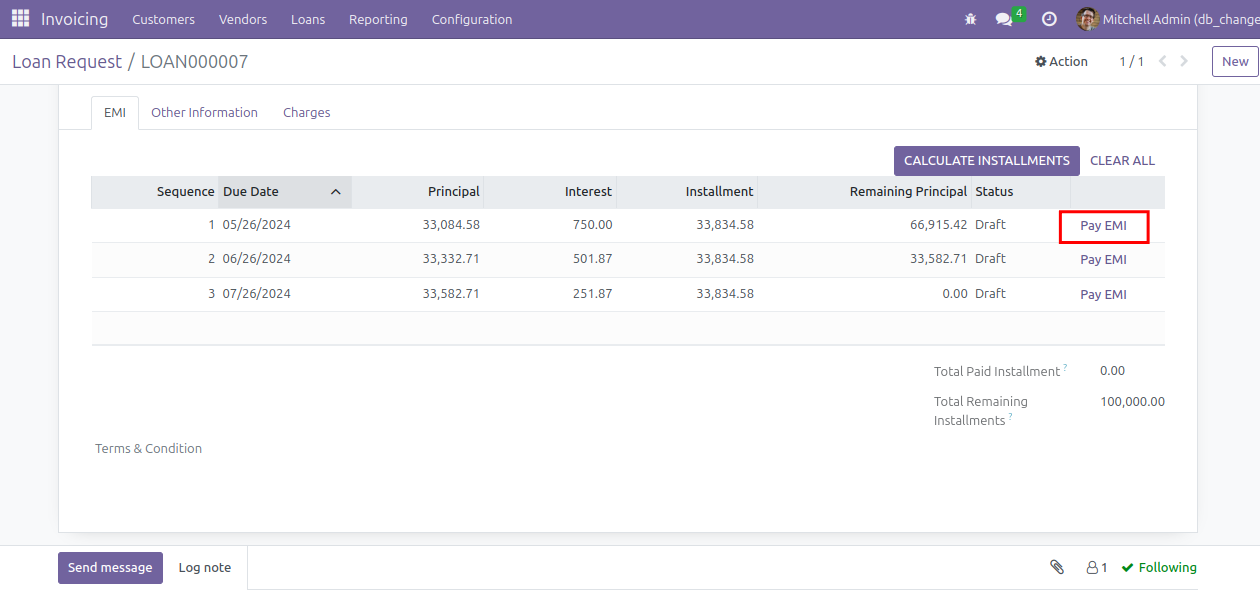 Invoicing Customers Vendors Loans Reporting Configuration 4 Mitchell Admin (db_change
Loan Request / LOAN000007 Action 1 / 1 New
EMI Other Information Charges
CALCULATE INSTALLMENTS CLEAR ALL
Sequence Due Date Principal Interest Installment Remaining Principal Status
1 05/26/2024 33,084.58 750.00 33,834.58 66,915.42 Draft Pay EMI
2 06/26/2024 33,332.71 501.87 33,834.58 33,582.71 Draft Pay EMI
3 07/26/2024 33,582.71 251.87 33,834.58 0.00 Draft Pay EMI
Total Paid Installment ? 0.00
Total Remaining 100,000.00
Installments ?
Terms & Condition
Send message Log note 1 Following